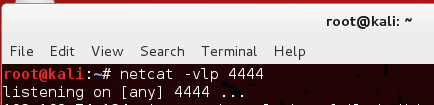 root@kali: ~
File Edit View Search Terminal Help
root@kali:~# netcat -vlp 4444
listening on [any] 4444 ...